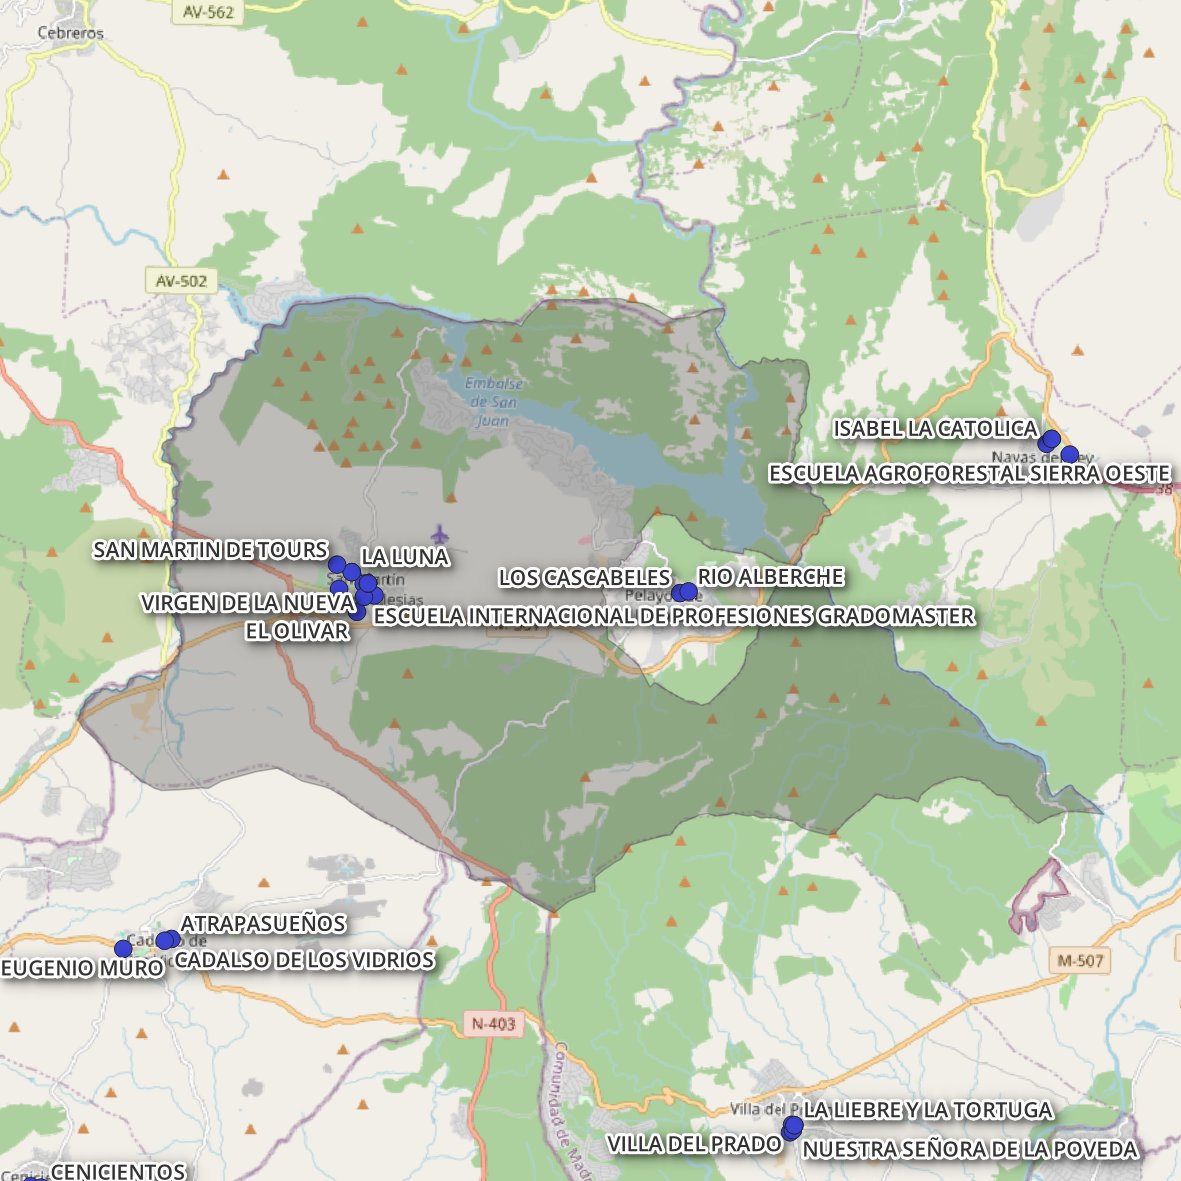 AV-562
Cebreros
AV-502
Embalse
de San
Juan
ISABEL LA CATOLICA
ESCUELA AGROFORESTAL SIERRA OESTE
SAN MARTIN DE TOURS
LA LUNA
LOS CASCABELES
RIO ALBERCHE
VIRGEN DE LA NUEVA
ESCUELA INTERNACIONAL DE PROFESIONES GRADOMASTER
EL OLIVAR
ATRAPASUEÑOS
EUGENIO MURO
CADALSO DE LOS VIDRIOS
M-507
N-403
Comunidad de Madr
Villa del
LA LIEBRE Y LA TORTUGA
VILLA DEL PRADO
NUESTRA SEÑORA DE LA POVEDA
CENICIENTOS